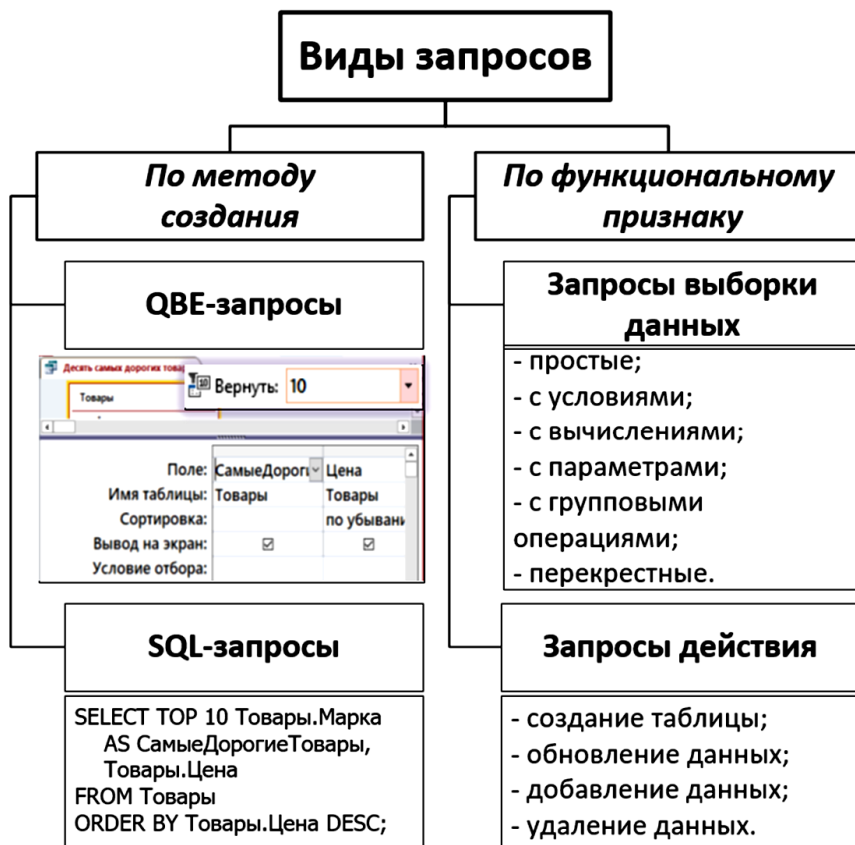 Виды запросов
По методу
создания
QBE-запросы
Десять самых дорогих
Вернуть: 10
Товары
Поле: СамыеДороги Цена
Имя таблицы: Товары Товары
Сортировка: по убывани
Вывод на экран:
Условие отбора:
SQL-запросы
SELECT TOP 10 Товары.Марка
AS СамыеДорогиеТовары,
Товары.Цена
FROM Товары
ORDER BY Товары.Цена DESC;
По функциональному
признаку
Запросы выборки
данных
- простые;
- с условиями;
- с вычислениями;
- с параметрами;
- с групповыми
операциями;
- перекрестные.
Запросы действия
- создание таблицы;
- обновление данных;
- добавление данных;
- удаление данных.